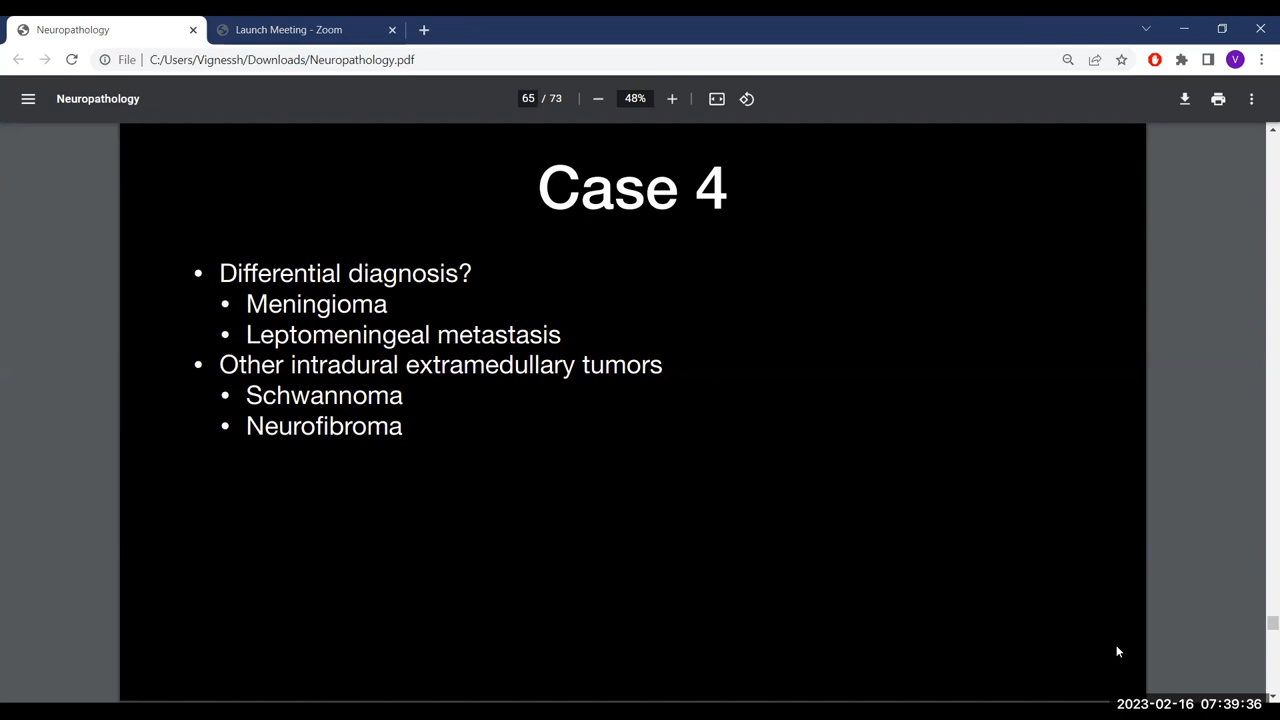 Neuropathology
Launch Meeting - Zoom
File
C:/Users/Vignessh/Downloads/Neuropathology.pdf
V
Neuropathology
65 / 73
48%
Case 4
• Differential diagnosis?
• Meningioma
• Leptomeningeal metastasis
• Other intradural extramedullary tumors
• Schwannoma
• Neurofibroma
2023-02-16 07:39:36